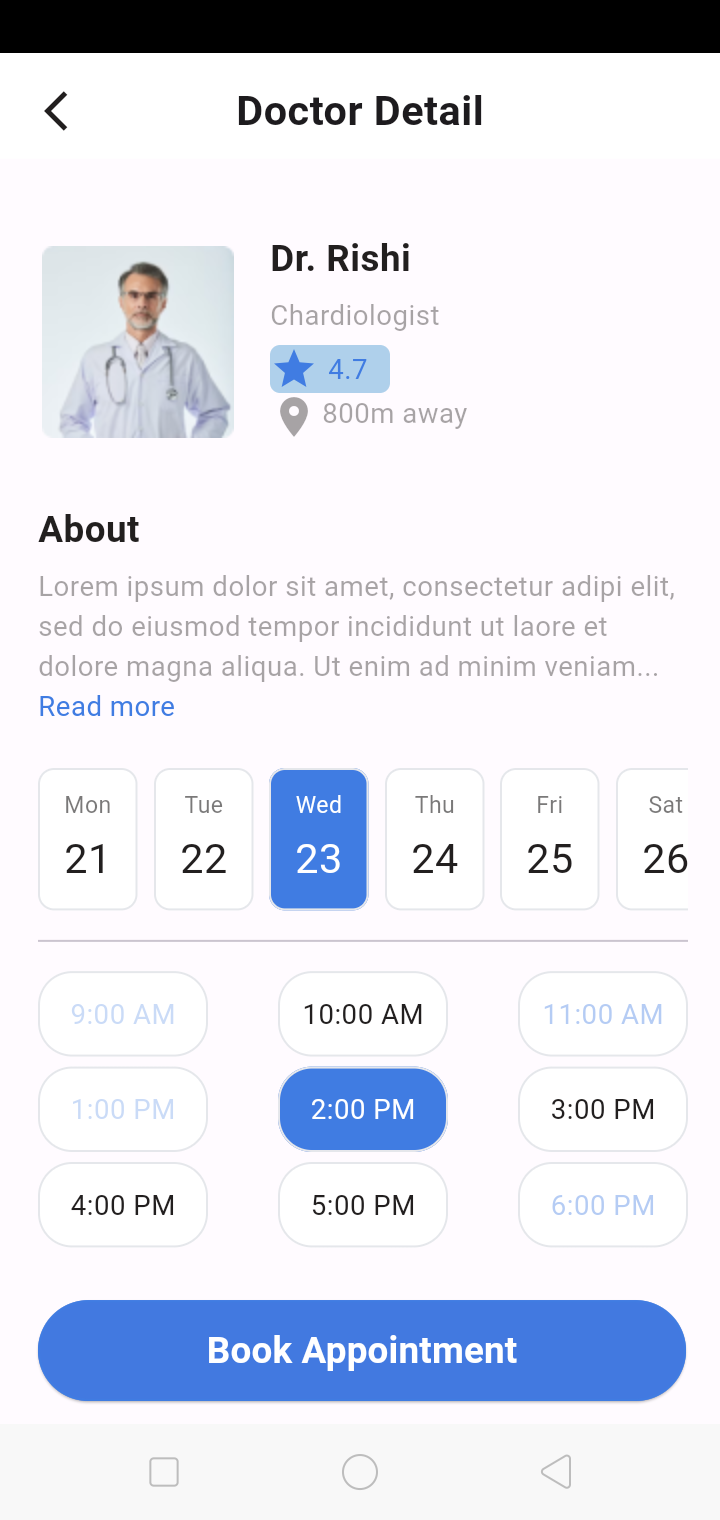 Doctor Detail
Dr. Rishi
Chardiologist
4.7
800m away
About
Lorem ipsum dolor sit amet, consectetur adipi elit,
sed do eiusmod tempor incididunt ut laore et
dolore magna aliqua. Ut enim ad minim veniam...
Read more
Mon Tue Wed Thu Fri Sat
21 22 23 24 25 26
9:00 AM 10:00 AM 11:00 AM
1:00 PM 2:00 PM 3:00 PM
4:00 PM 5:00 PM 6:00 PM
Book Appointment